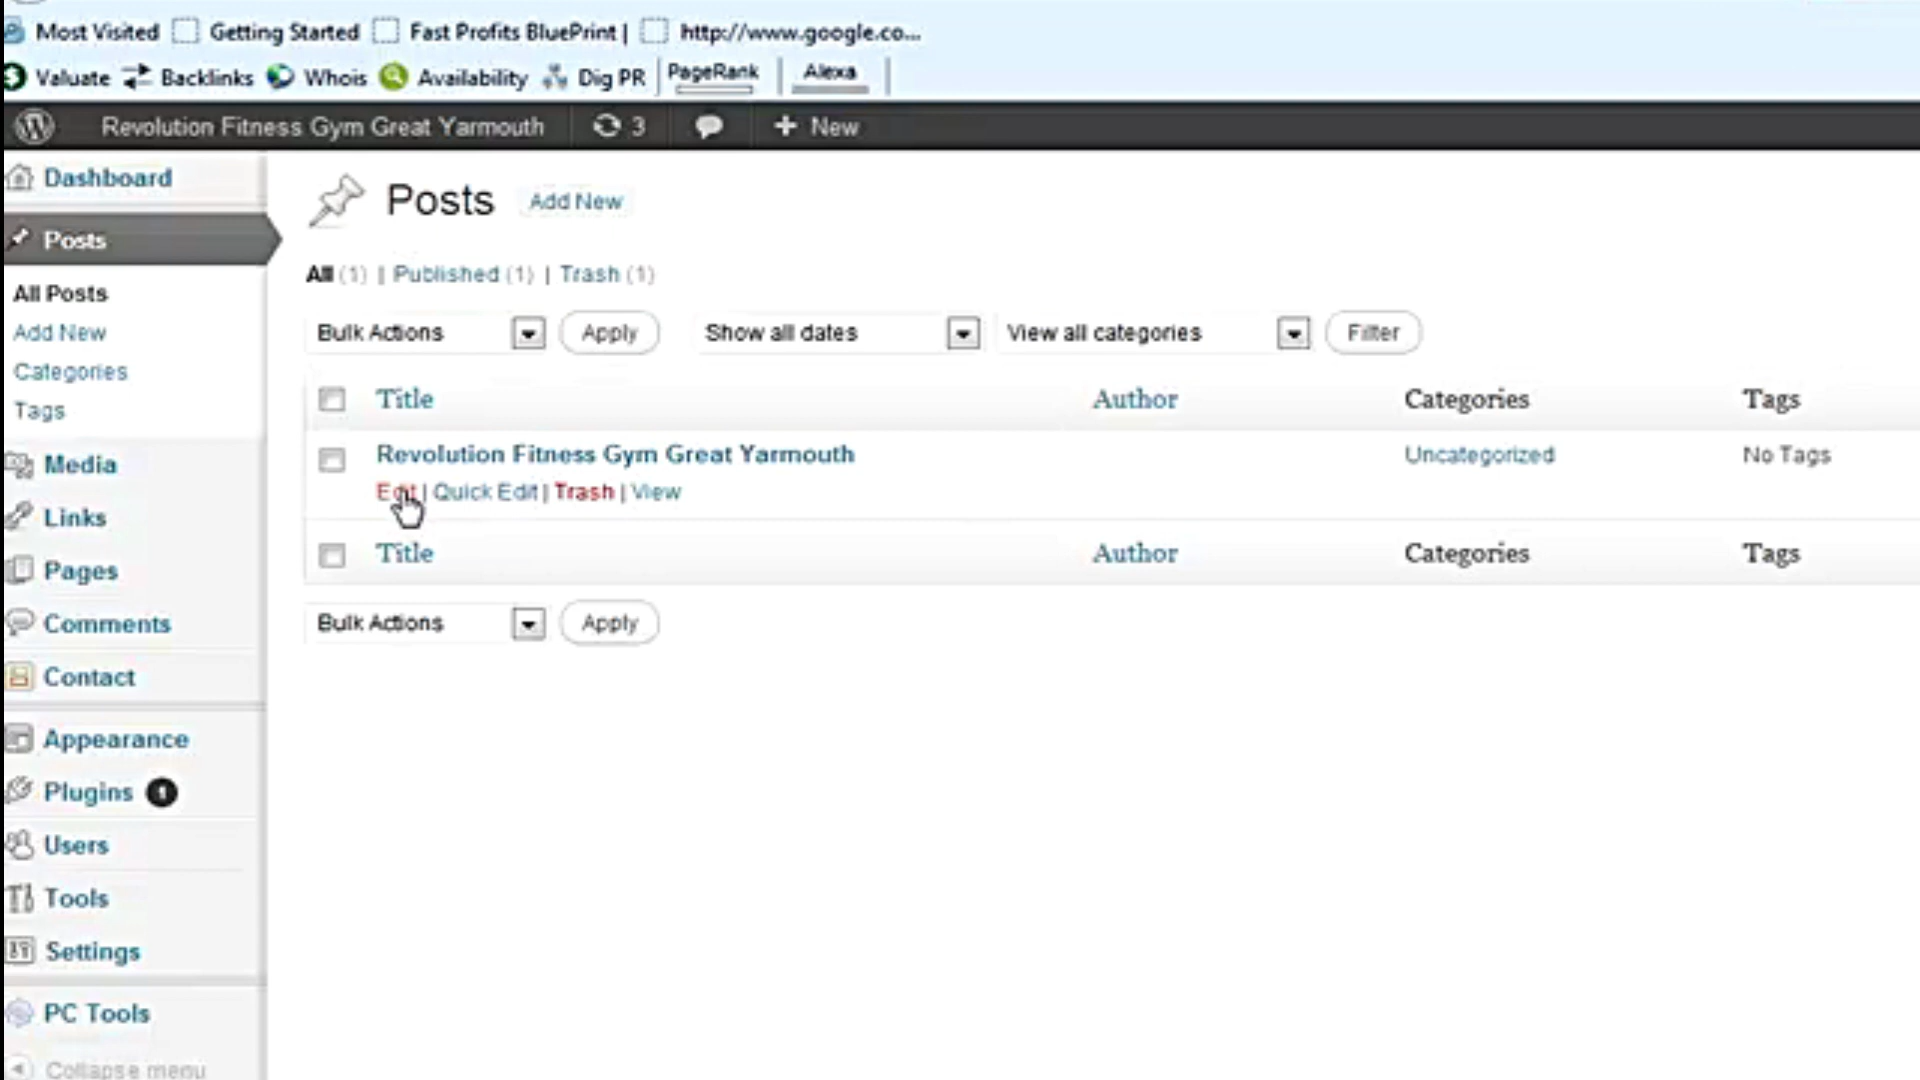 Most Visited Getting Started Fast Profits BluePrint | http://www.google.co...
Valuate Backlinks Whois Availability Dig PR PageRank Alexa
Revolution Fitness Gym Great Yarmouth 3 + New
Dashboard
Posts
All Posts
Add New
Categories
Tags
Media
Links
Pages
Comments
Contact
Appearance
Plugins 1
Users
Tools
Settings
PC Tools
Collapse menu
Posts Add New
All (1) | Published (1) | Trash (1)
Bulk Actions Apply Show all dates View all categories Filter
Title Author Categories Tags
Revolution Fitness Gym Great Yarmouth Uncategorized No Tags
Edit | Quick Edit | Trash | View
Title Author Categories Tags
Bulk Actions Apply